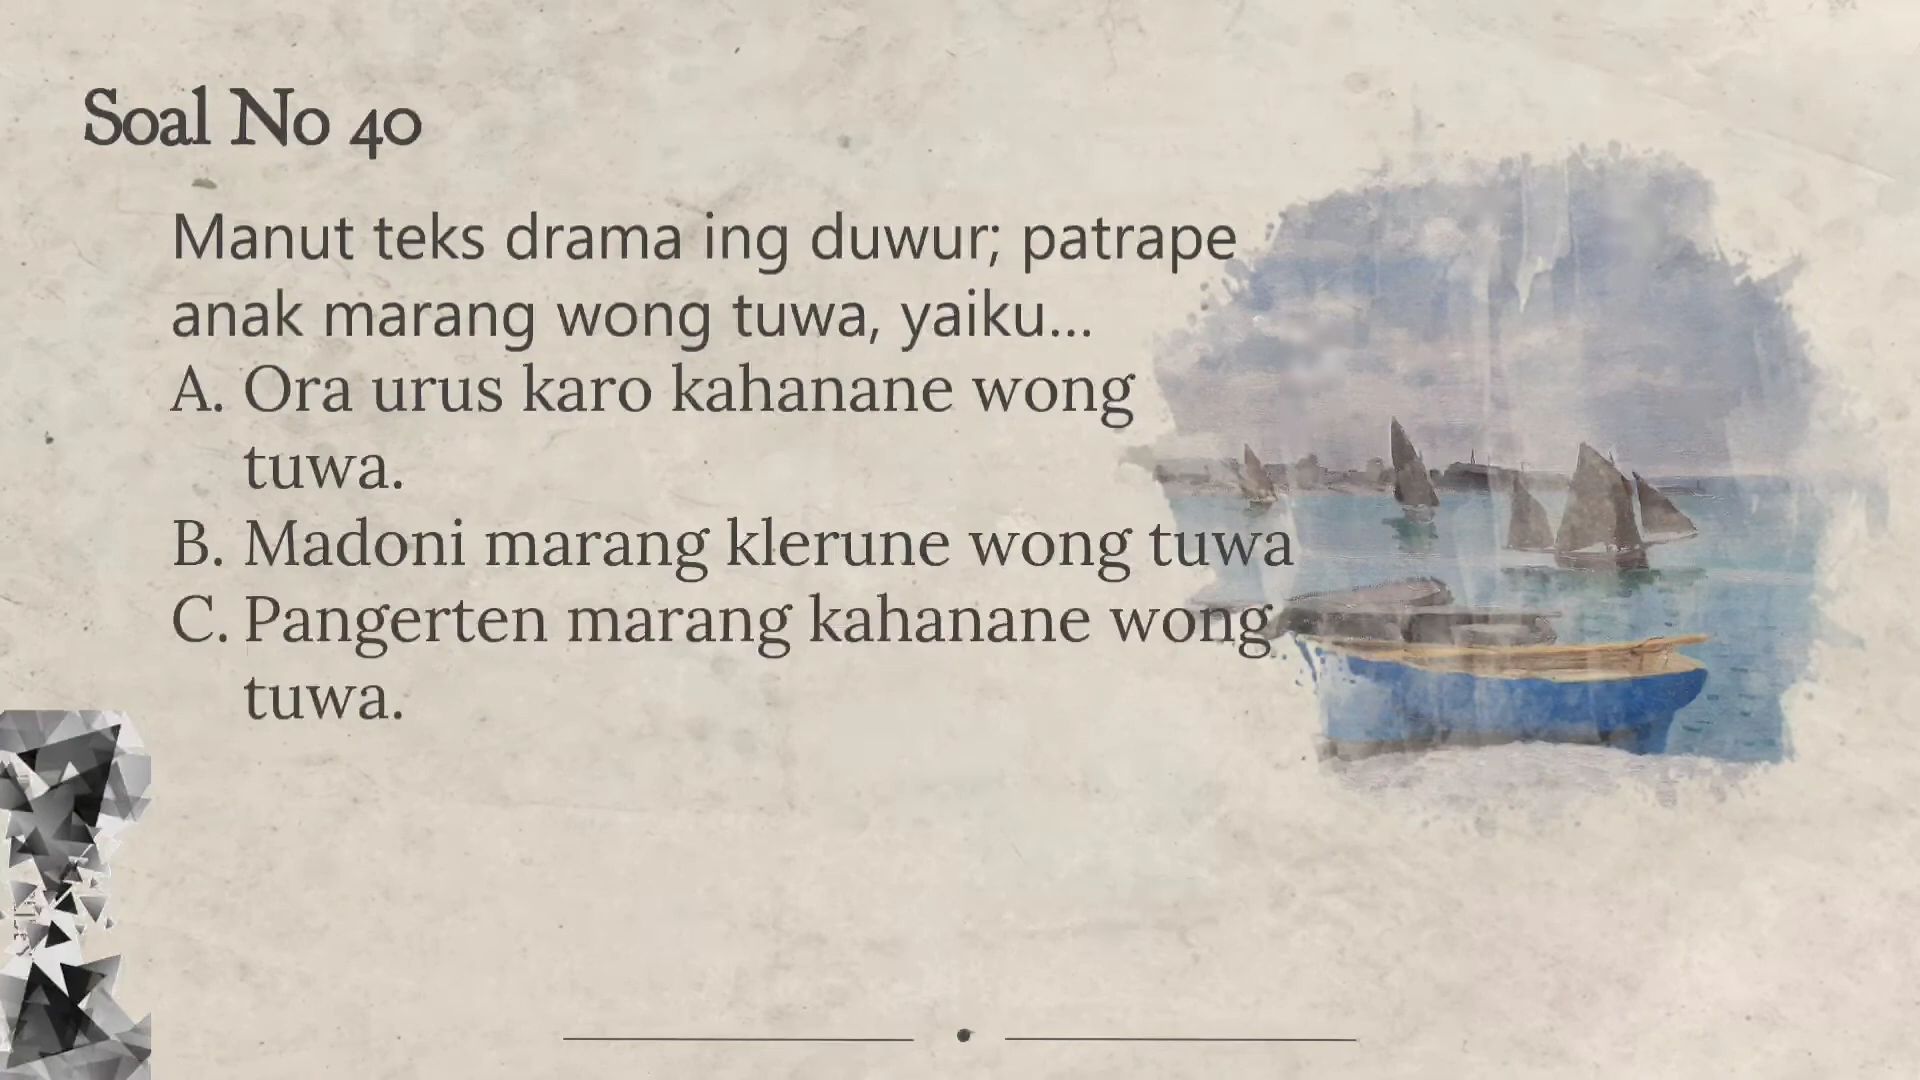 Soal No 40
Manut teks drama ing duwur; patrape
anak marang wong tuwa, yaiku...
A. Ora urus karo kahanane wong
tuwa.
B. Madoni marang klerune wong tuwa
C. Pangerten marang kahanane wong
tuwa.